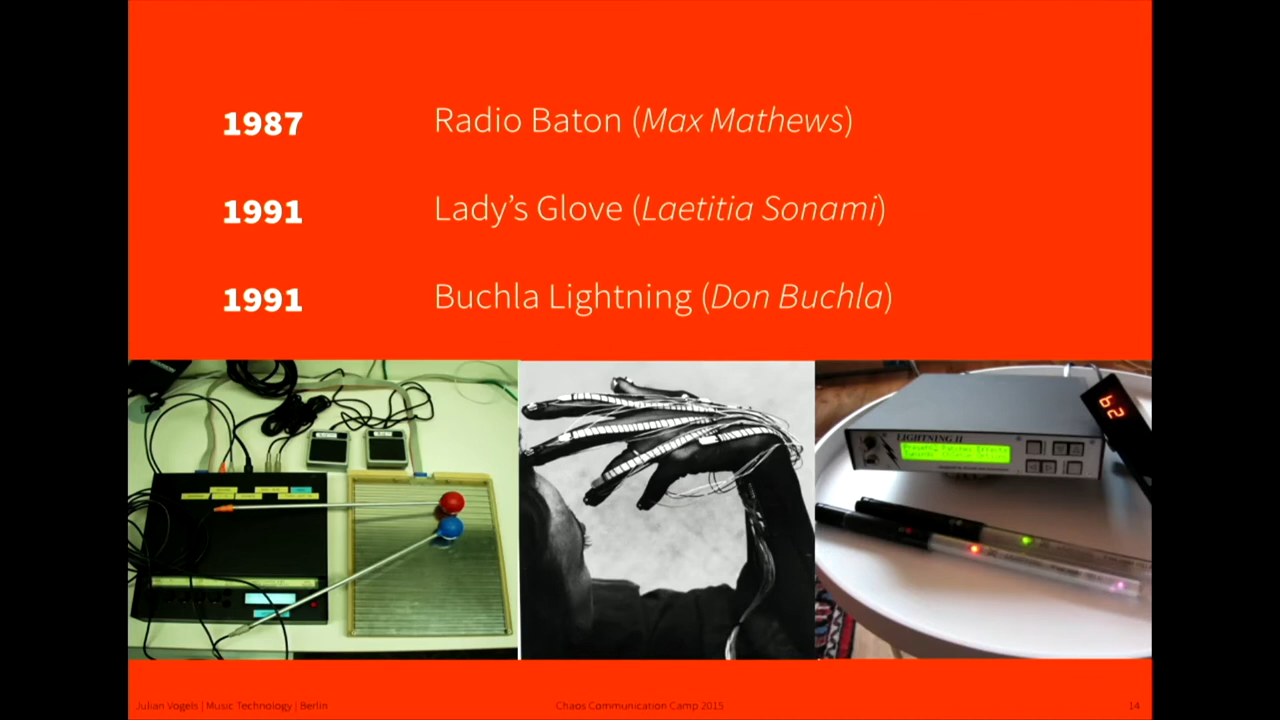 1987 Radio Baton (Max Mathews)
1991 Lady's Glove (Laetitia Sonami)
1991 Buchla Lightning (Don Buchla)
LIGHTNING II
62
Julian Vogels | Music Technology | Berlin
Chaos Communication Camp 2015
14